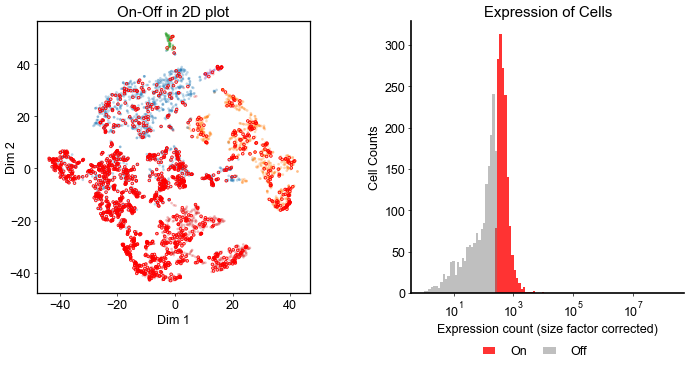 On-Off in 2D plot
Expression of Cells
40
20
0
−20
−40
Dim 2
−40 −20 0 20 40
Dim 1
300
250
200
150
100
50
0
Cell Counts
10^1 10^3 10^5 10^7
Expression count (size factor corrected)
On Off